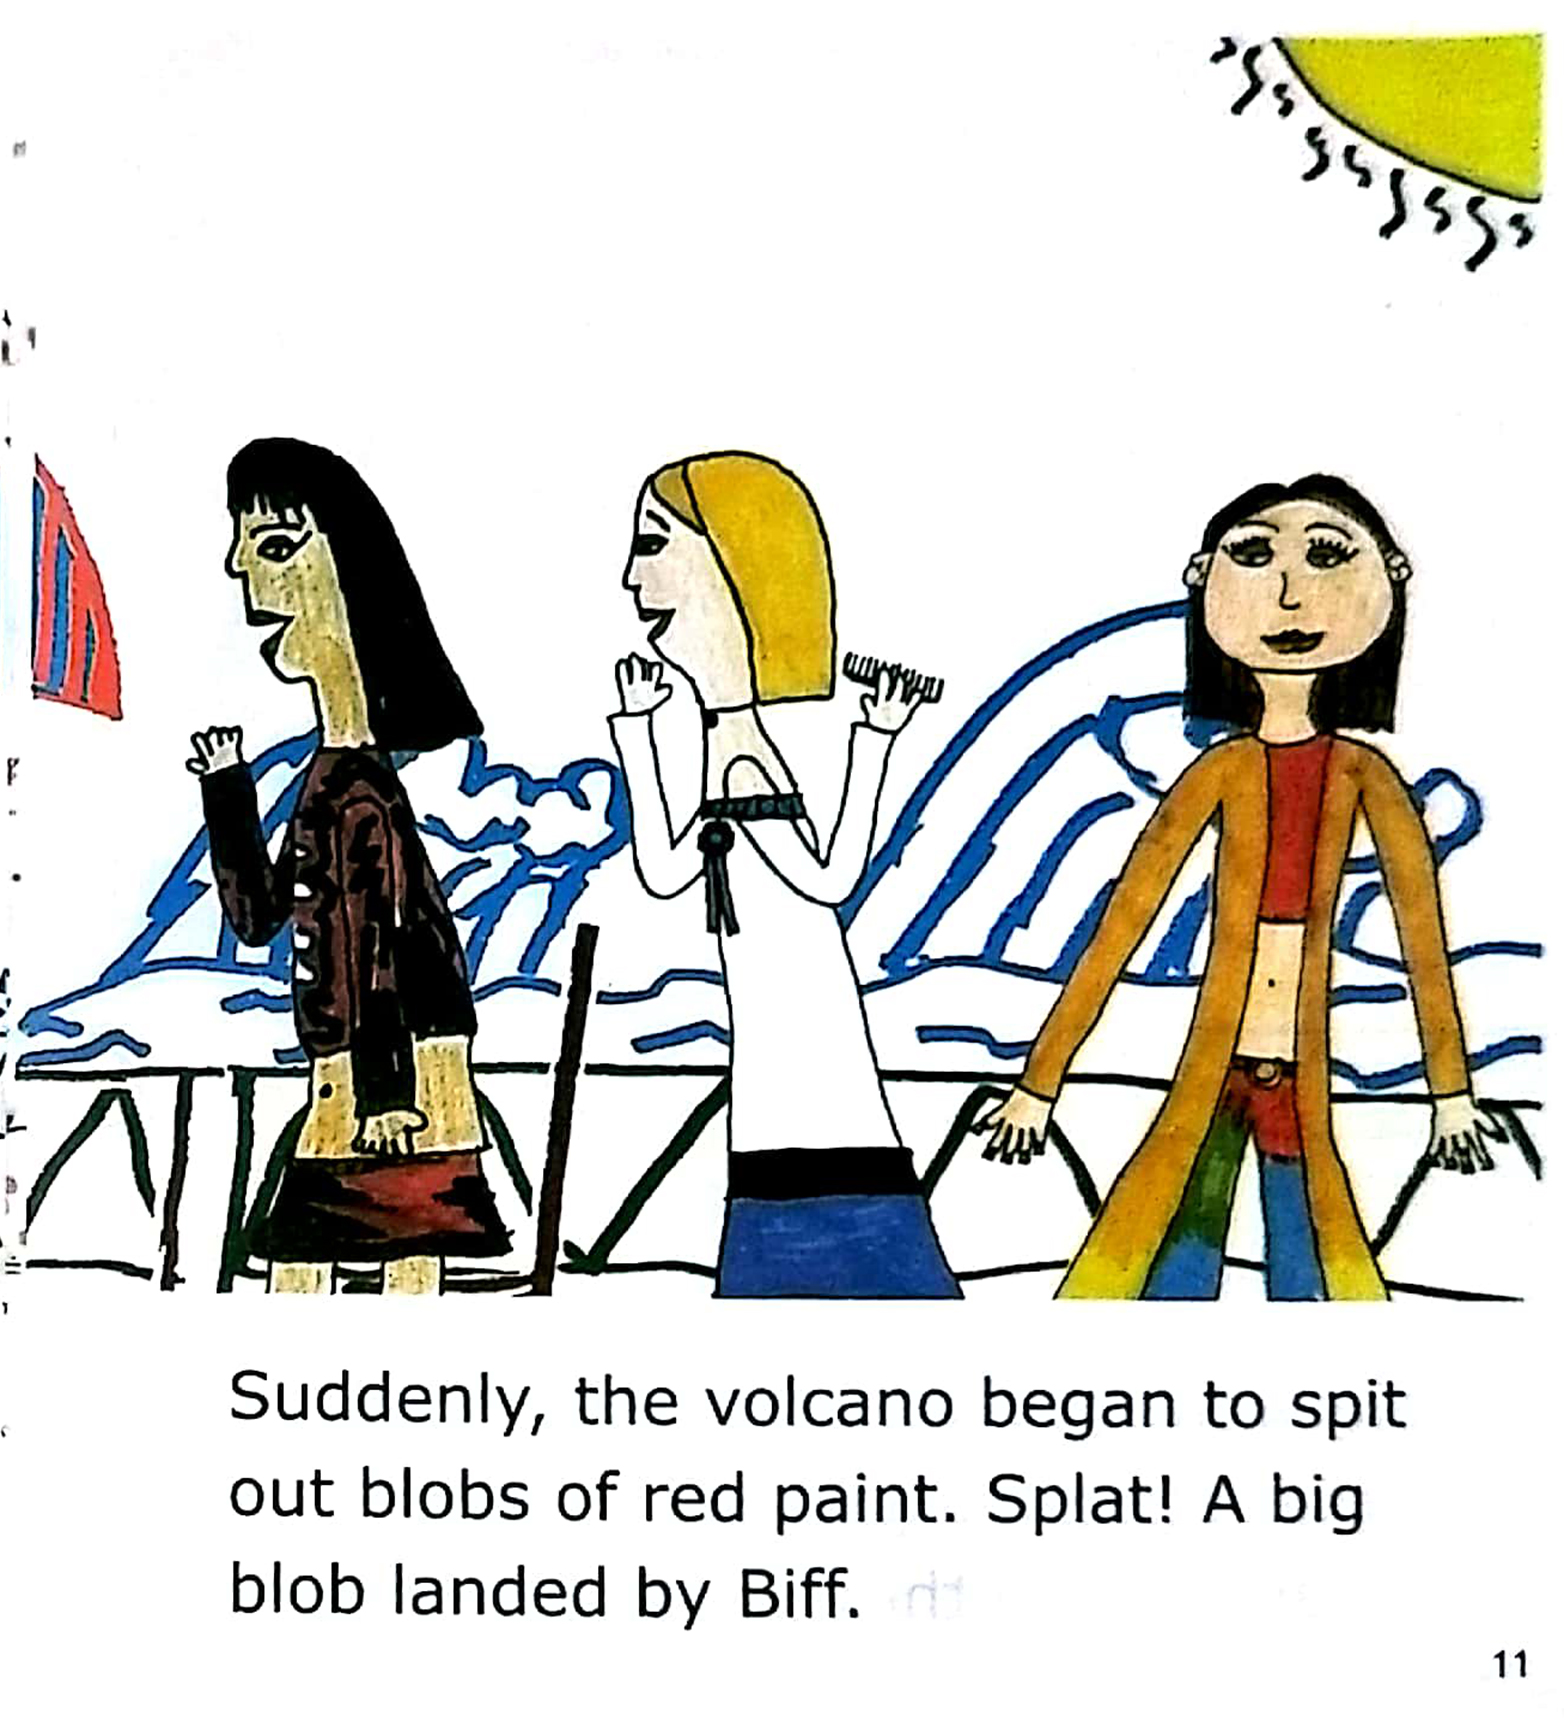 Suddenly, the volcano began to spit
out blobs of red paint. Splat! A big
blob landed by Biff.
11